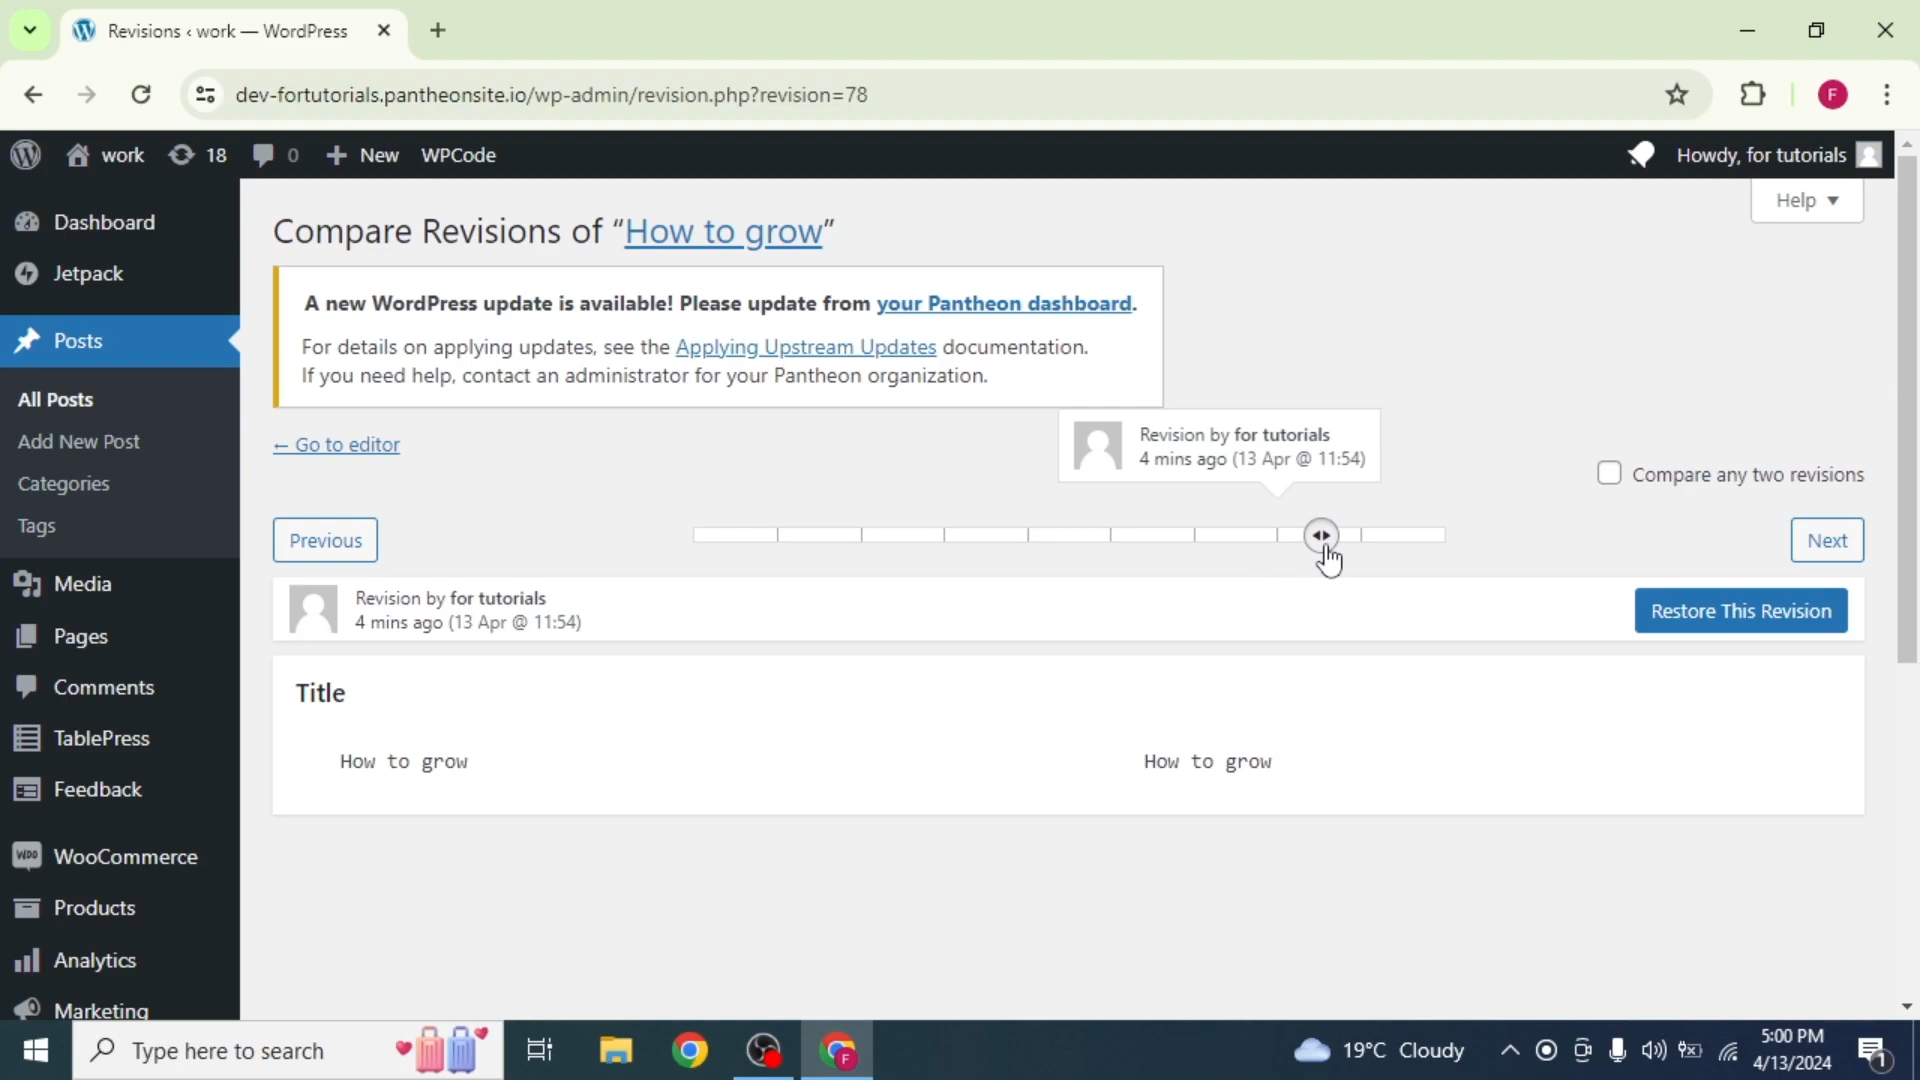 Revisions ‹ work — WordPress
dev-fortutorials.pantheonsite.io/wp-admin/revision.php?revision=78
F
work
18
0
New
WPCode
Howdy, for tutorials
Help
Dashboard
Jetpack
Posts
All Posts
Add New Post
Categories
Tags
Media
Pages
Comments
TablePress
Feedback
WooCommerce
Products
Analytics
Marketing
Compare Revisions of “How to grow”
A new WordPress update is available! Please update from your Pantheon dashboard.
For details on applying updates, see the Applying Upstream Updates documentation.
If you need help, contact an administrator for your Pantheon organization.
← Go to editor
Revision by for tutorials
4 mins ago (13 Apr @ 11:54)
Compare any two revisions
Previous
Next
Revision by for tutorials
4 mins ago (13 Apr @ 11:54)
Restore This Revision
Title
How to grow
How to grow
Type here to search
F
19°C Cloudy
5:00 PM
4/13/2024
1